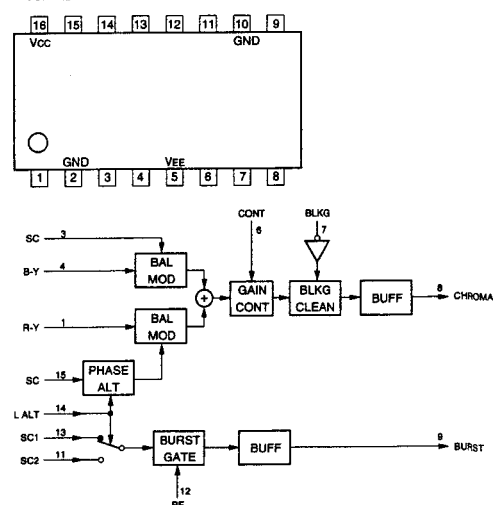 16 15 14 13 12 11 10 9
VCC GND
GND VEE
1 2 3 4 5 6 7 8
CONT BLKG
6 7
SC 3
B-Y 4
BAL MOD
+
GAIN CONT
BLKG CLEAN
BUFF
8 CHROMA
R-Y 1
BAL MOD
SC 15
PHASE ALT
L ALT 14
SC1 13
SC2 11
BURST GATE
BUFF
9 BURST
12